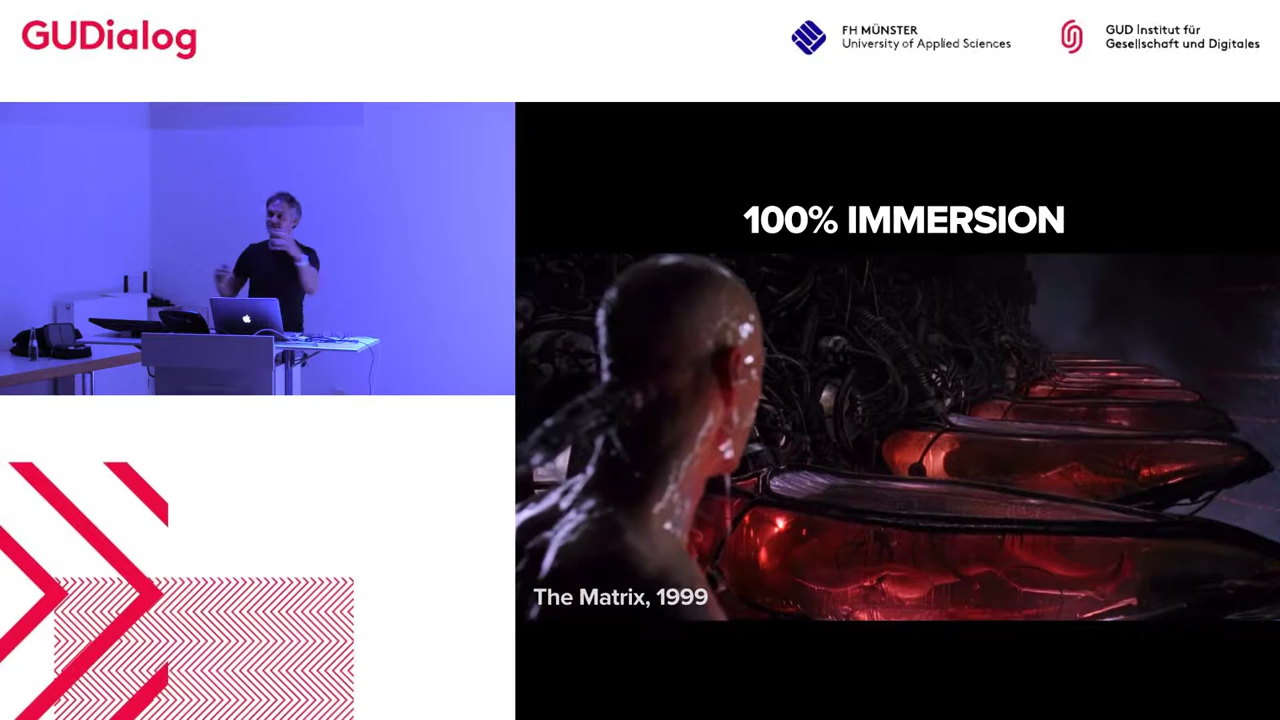 GUDialog
FH MÜNSTER
University of Applied Sciences
GUD Institut für
Gesellschaft und Digitales
100% IMMERSION
The Matrix, 1999